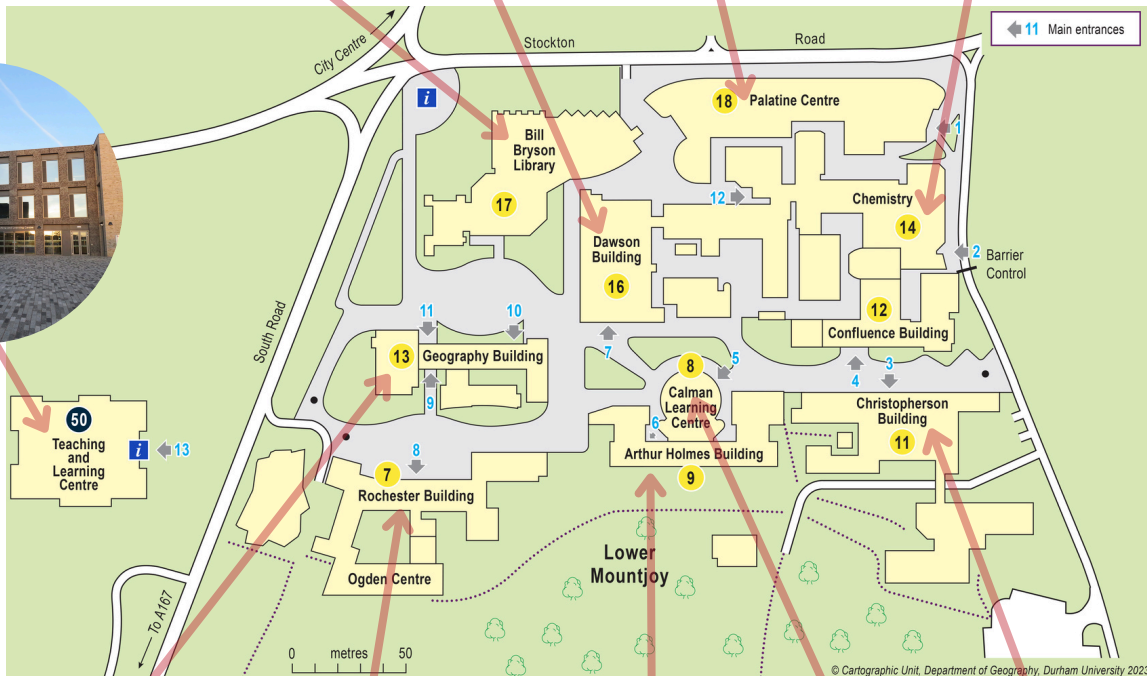 Stockton Road
11 Main entrances
City Centre
i
18 Palatine Centre
1
Bill
Bryson
Library
17
12
Chemistry
14
Dawson
Building
16
2 Barrier
Control
12
Confluence Building
South Road
11
10
13
Geography Building
9
7
8
5
Calman
Learning
Centre
6
4
3
Christopherson
Building
11
Arthur Holmes Building
9
50
Teaching
and
Learning
Centre
i
13
8
7
Rochester Building
Ogden Centre
Lower
Mountjoy
To A167
0 metres 50
© Cartographic Unit, Department of Geography, Durham University 2023